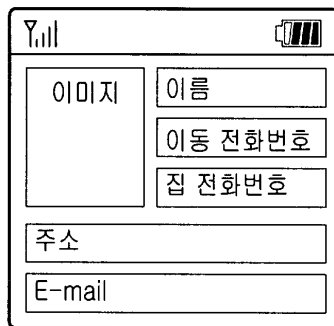 이미지
이름
이동 전화번호
집 전화번호
주소
E-mail